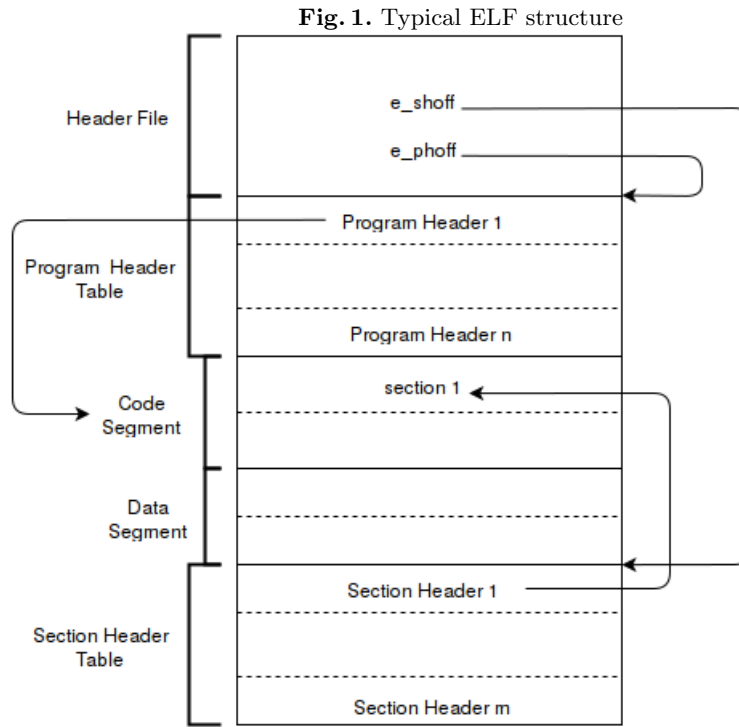 Fig. 1. Typical ELF structure
e_shoff
Header File
e_phoff
Program Header 1
Program Header
Table
Program Header n
section 1
Code
Segment
Data
Segment
Section Header 1
Section Header
Table
Section Header m